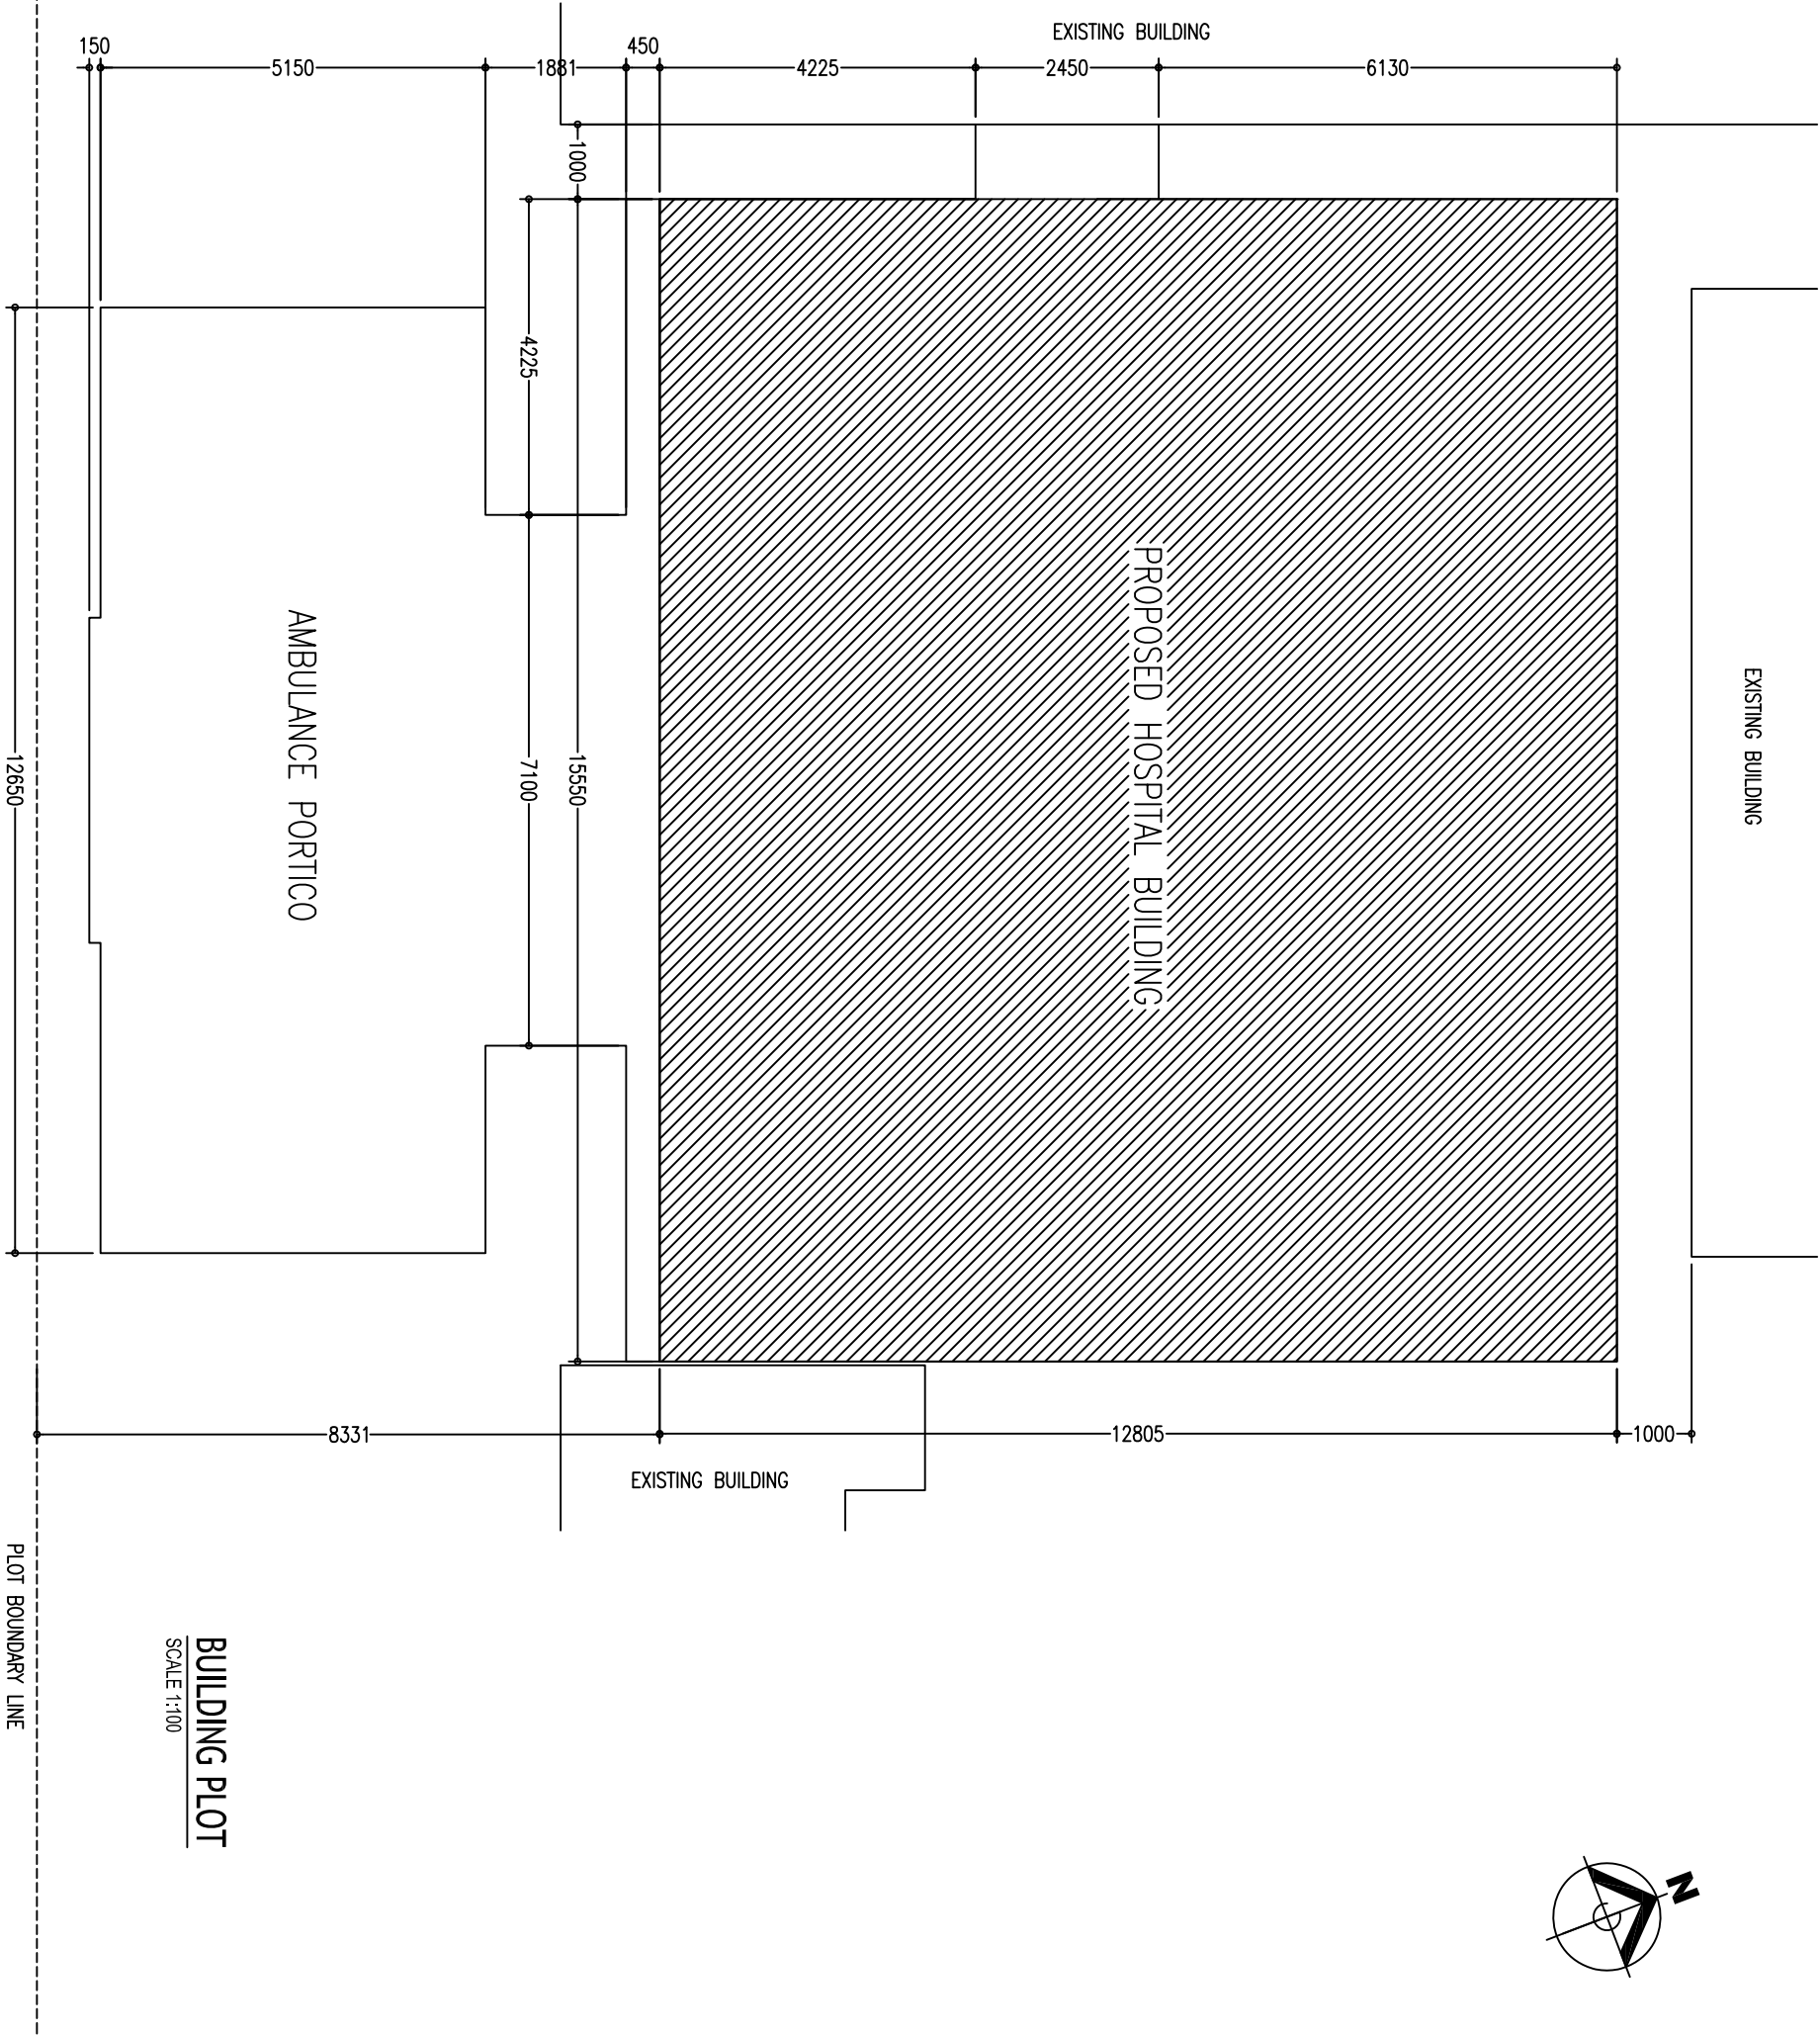 EXISTING BUILDING
150
5150
1881
450
4225
2450
6130
1000
4225
7100
15550
12650
PROPOSED HOSPITAL BUILDING
AMBULANCE PORTICO
EXISTING BUILDING
8331
12805
1000
EXISTING BUILDING
PLOT BOUNDARY LINE
BUILDING PLOT
SCALE 1:100
N